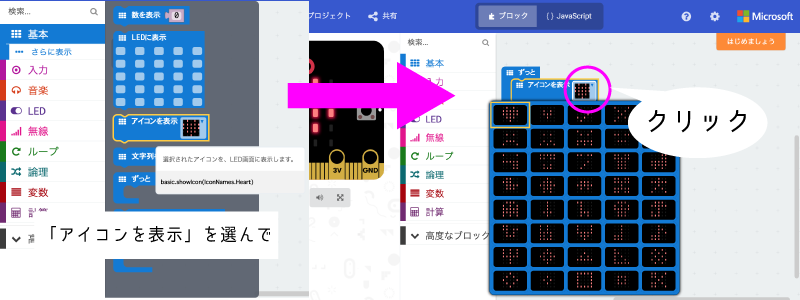 検索...
基本
さらに表示
入力
音楽
LED
無線
ループ
論理
変数
計算
数を表示 0
LEDに表示
アイコンを表示
文字列
選択されたアイコンを、LED画面に表示します。
basic.showIcon(IconNames.Heart)
ずっと
「アイコンを表示」を選んで
プロジェクト
共有
ブロック
JavaScript
Microsoft
はじめましょう
3V
GND
検索...
基本
入力
LED
無線
ループ
論理
変数
計算
高度なブロック
ずっと
アイコンを表示
クリック